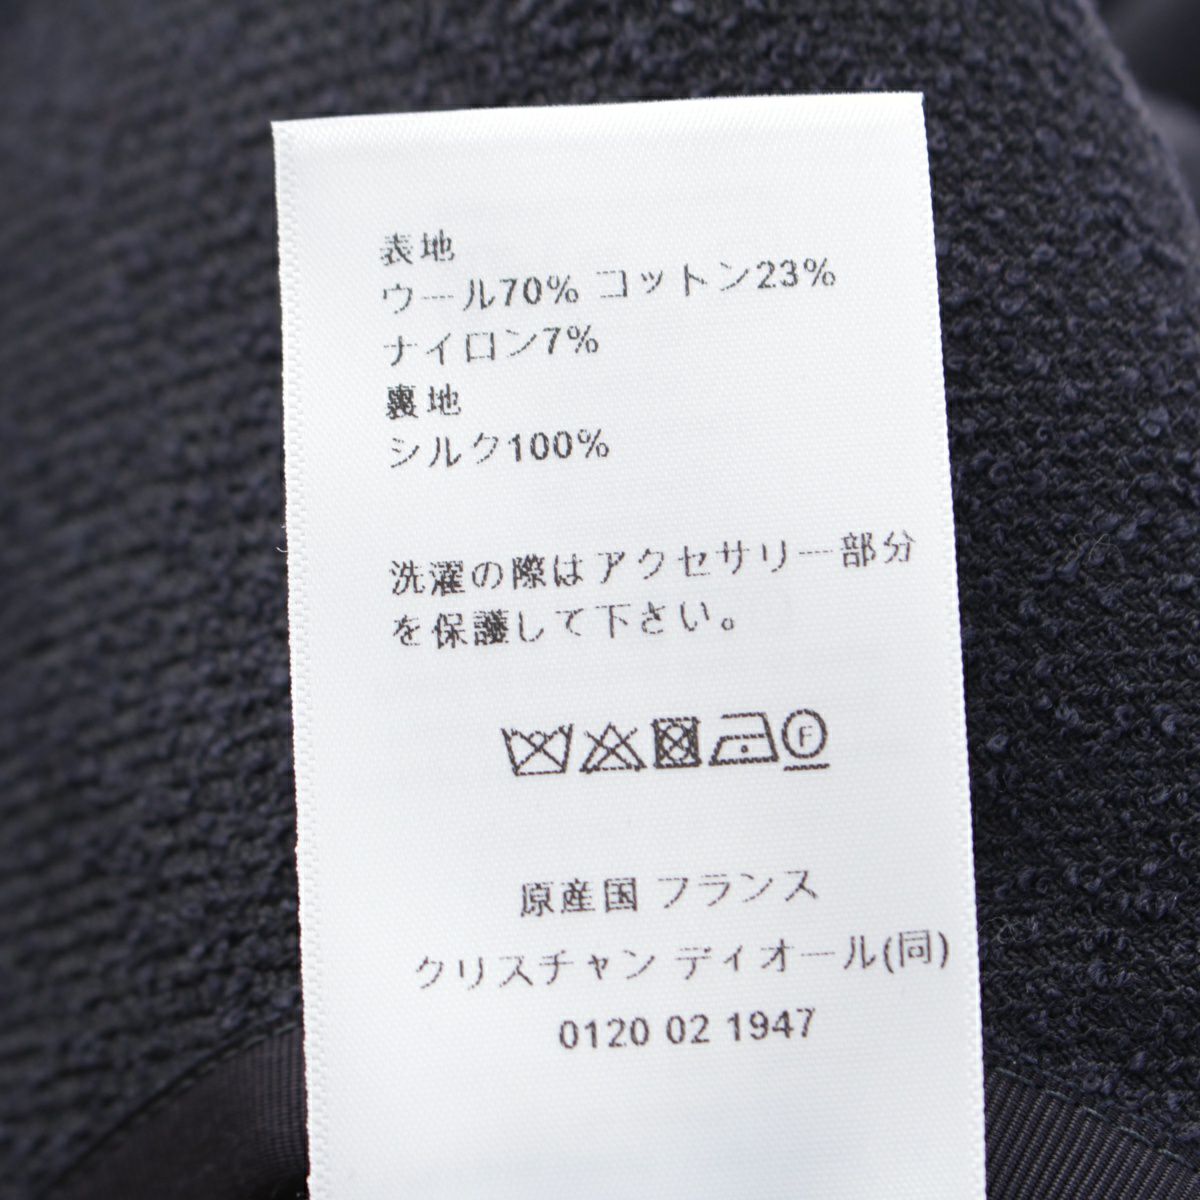 表地
ウール70% コットン23%
ナイロン7%
裏地
シルク100%
洗濯の際はアクセサリー部分
を保護して下さい。
F
原産国 フランス
クリスチャン ディオール(同)
0120 02 1947